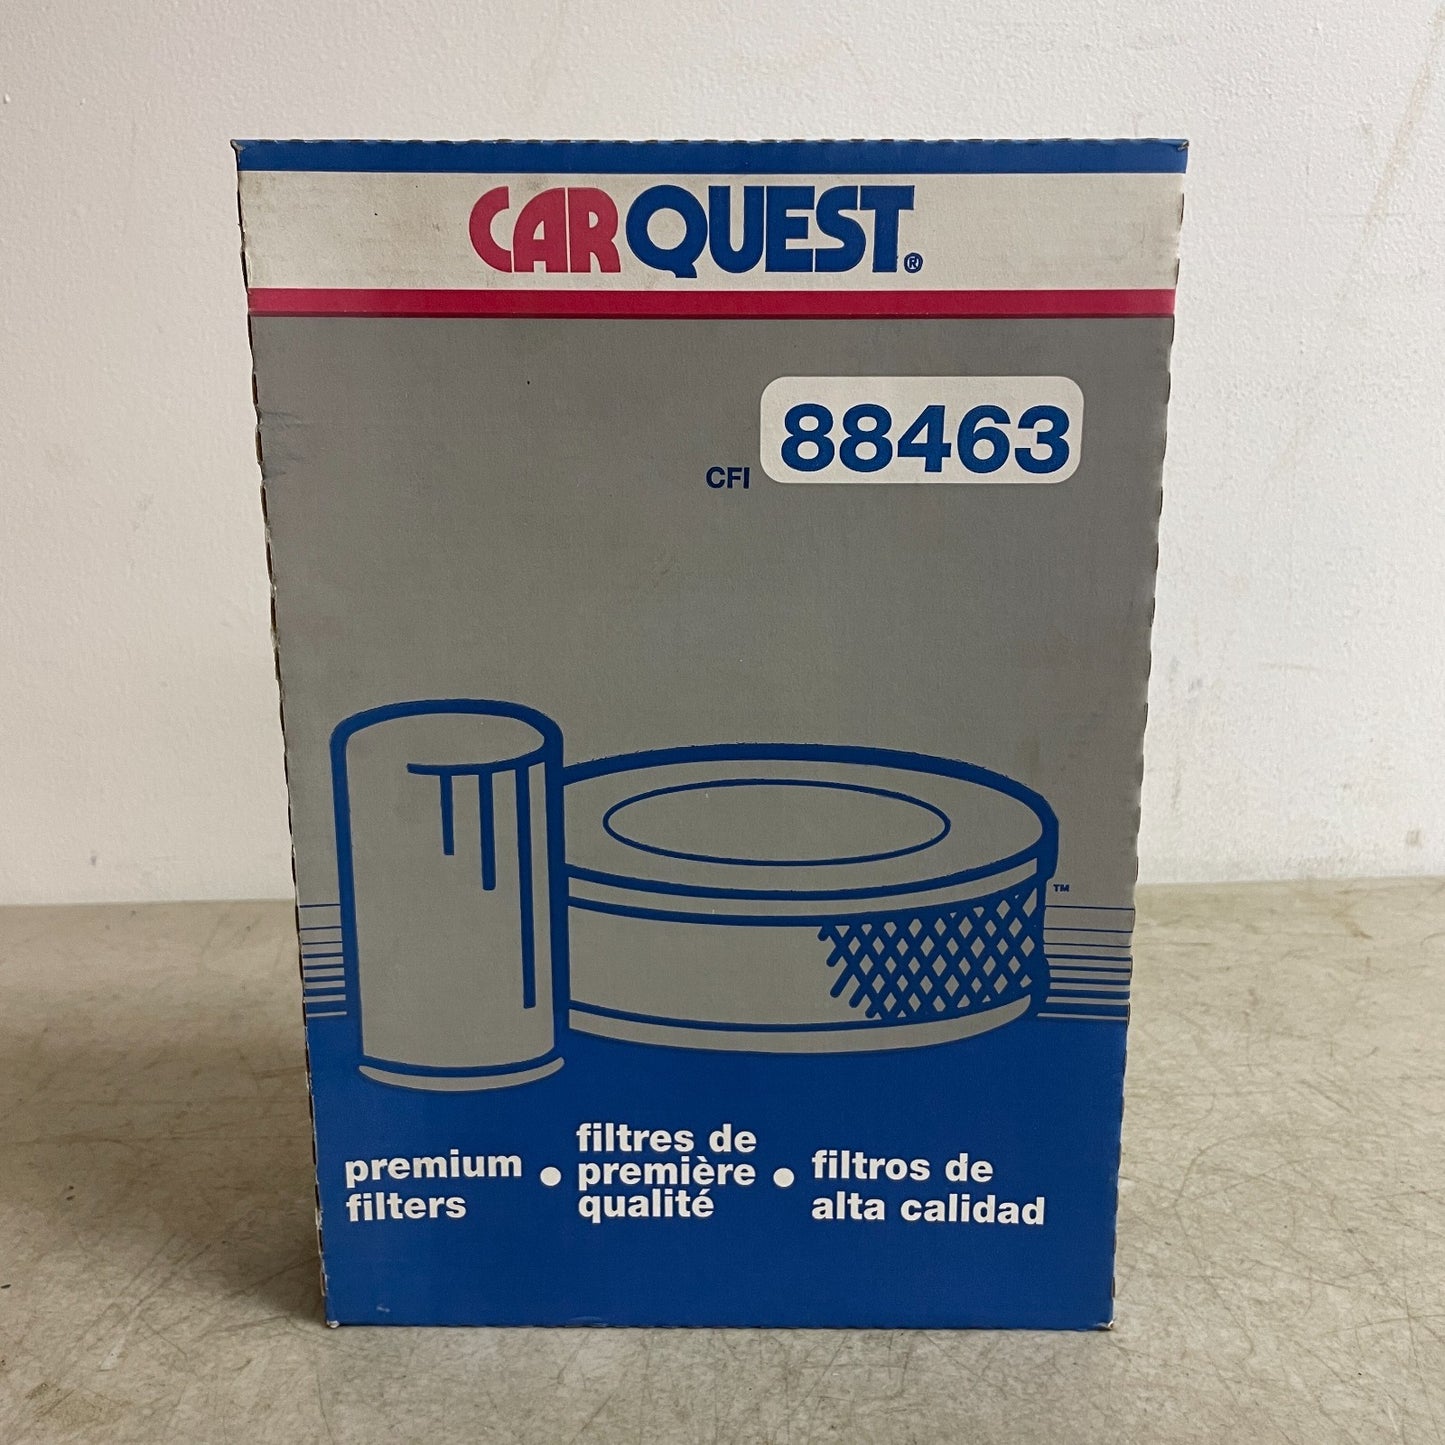 CARQUEST®
CFI 88463
™
premium filters • filtres de première qualité • filtros de alta calidad